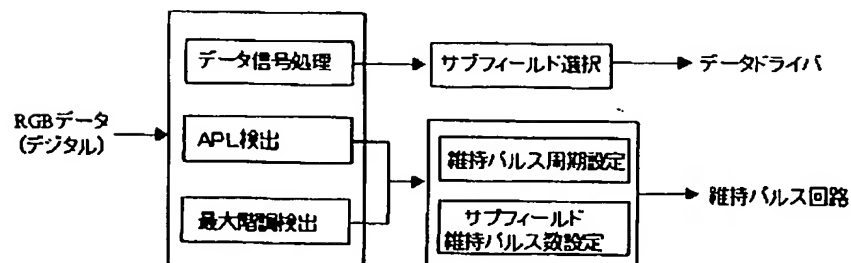 データ信号処理
サブフィールド選択
データドライバ
RGBデータ
(デジタル)
APL検出
最大階調検出
維持パルス周期設定
サブフィールド
維持パルス数設定
維持パルス回路